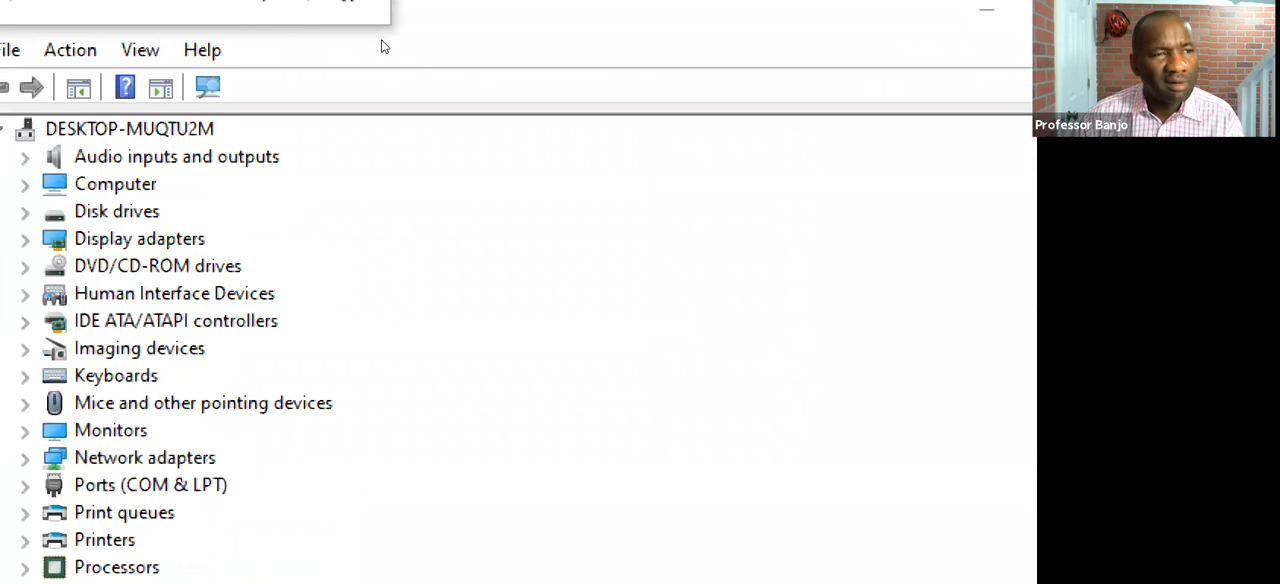 File Action View Help
DESKTOP-MUQTU2M
Audio inputs and outputs
Computer
Disk drives
Display adapters
DVD/CD-ROM drives
Human Interface Devices
IDE ATA/ATAPI controllers
Imaging devices
Keyboards
Mice and other pointing devices
Monitors
Network adapters
Ports (COM & LPT)
Print queues
Printers
Processors
Professor Banjo